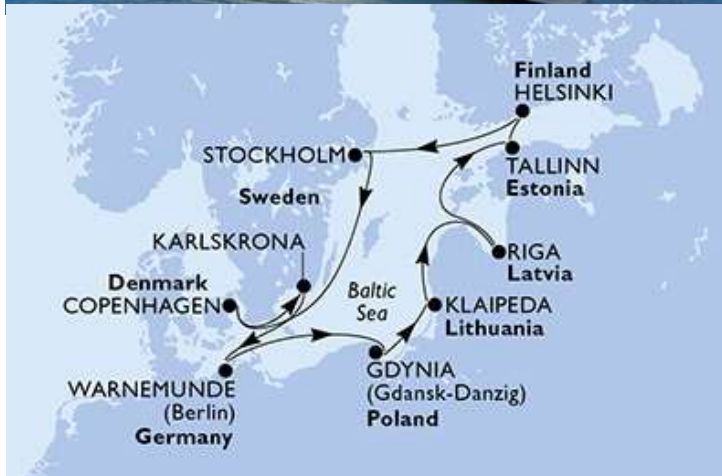 Finland
HELSINKI
STOCKHOLM
TALLINN
Estonia
Sweden
KARLSKRONA
RIGA
Latvia
Denmark
COPENHAGEN
Baltic
Sea
KLAIPEDA
Lithuania
GDYNIA
(Gdansk-Danzig)
Poland
WARNEMUNDE
(Berlin)
Germany